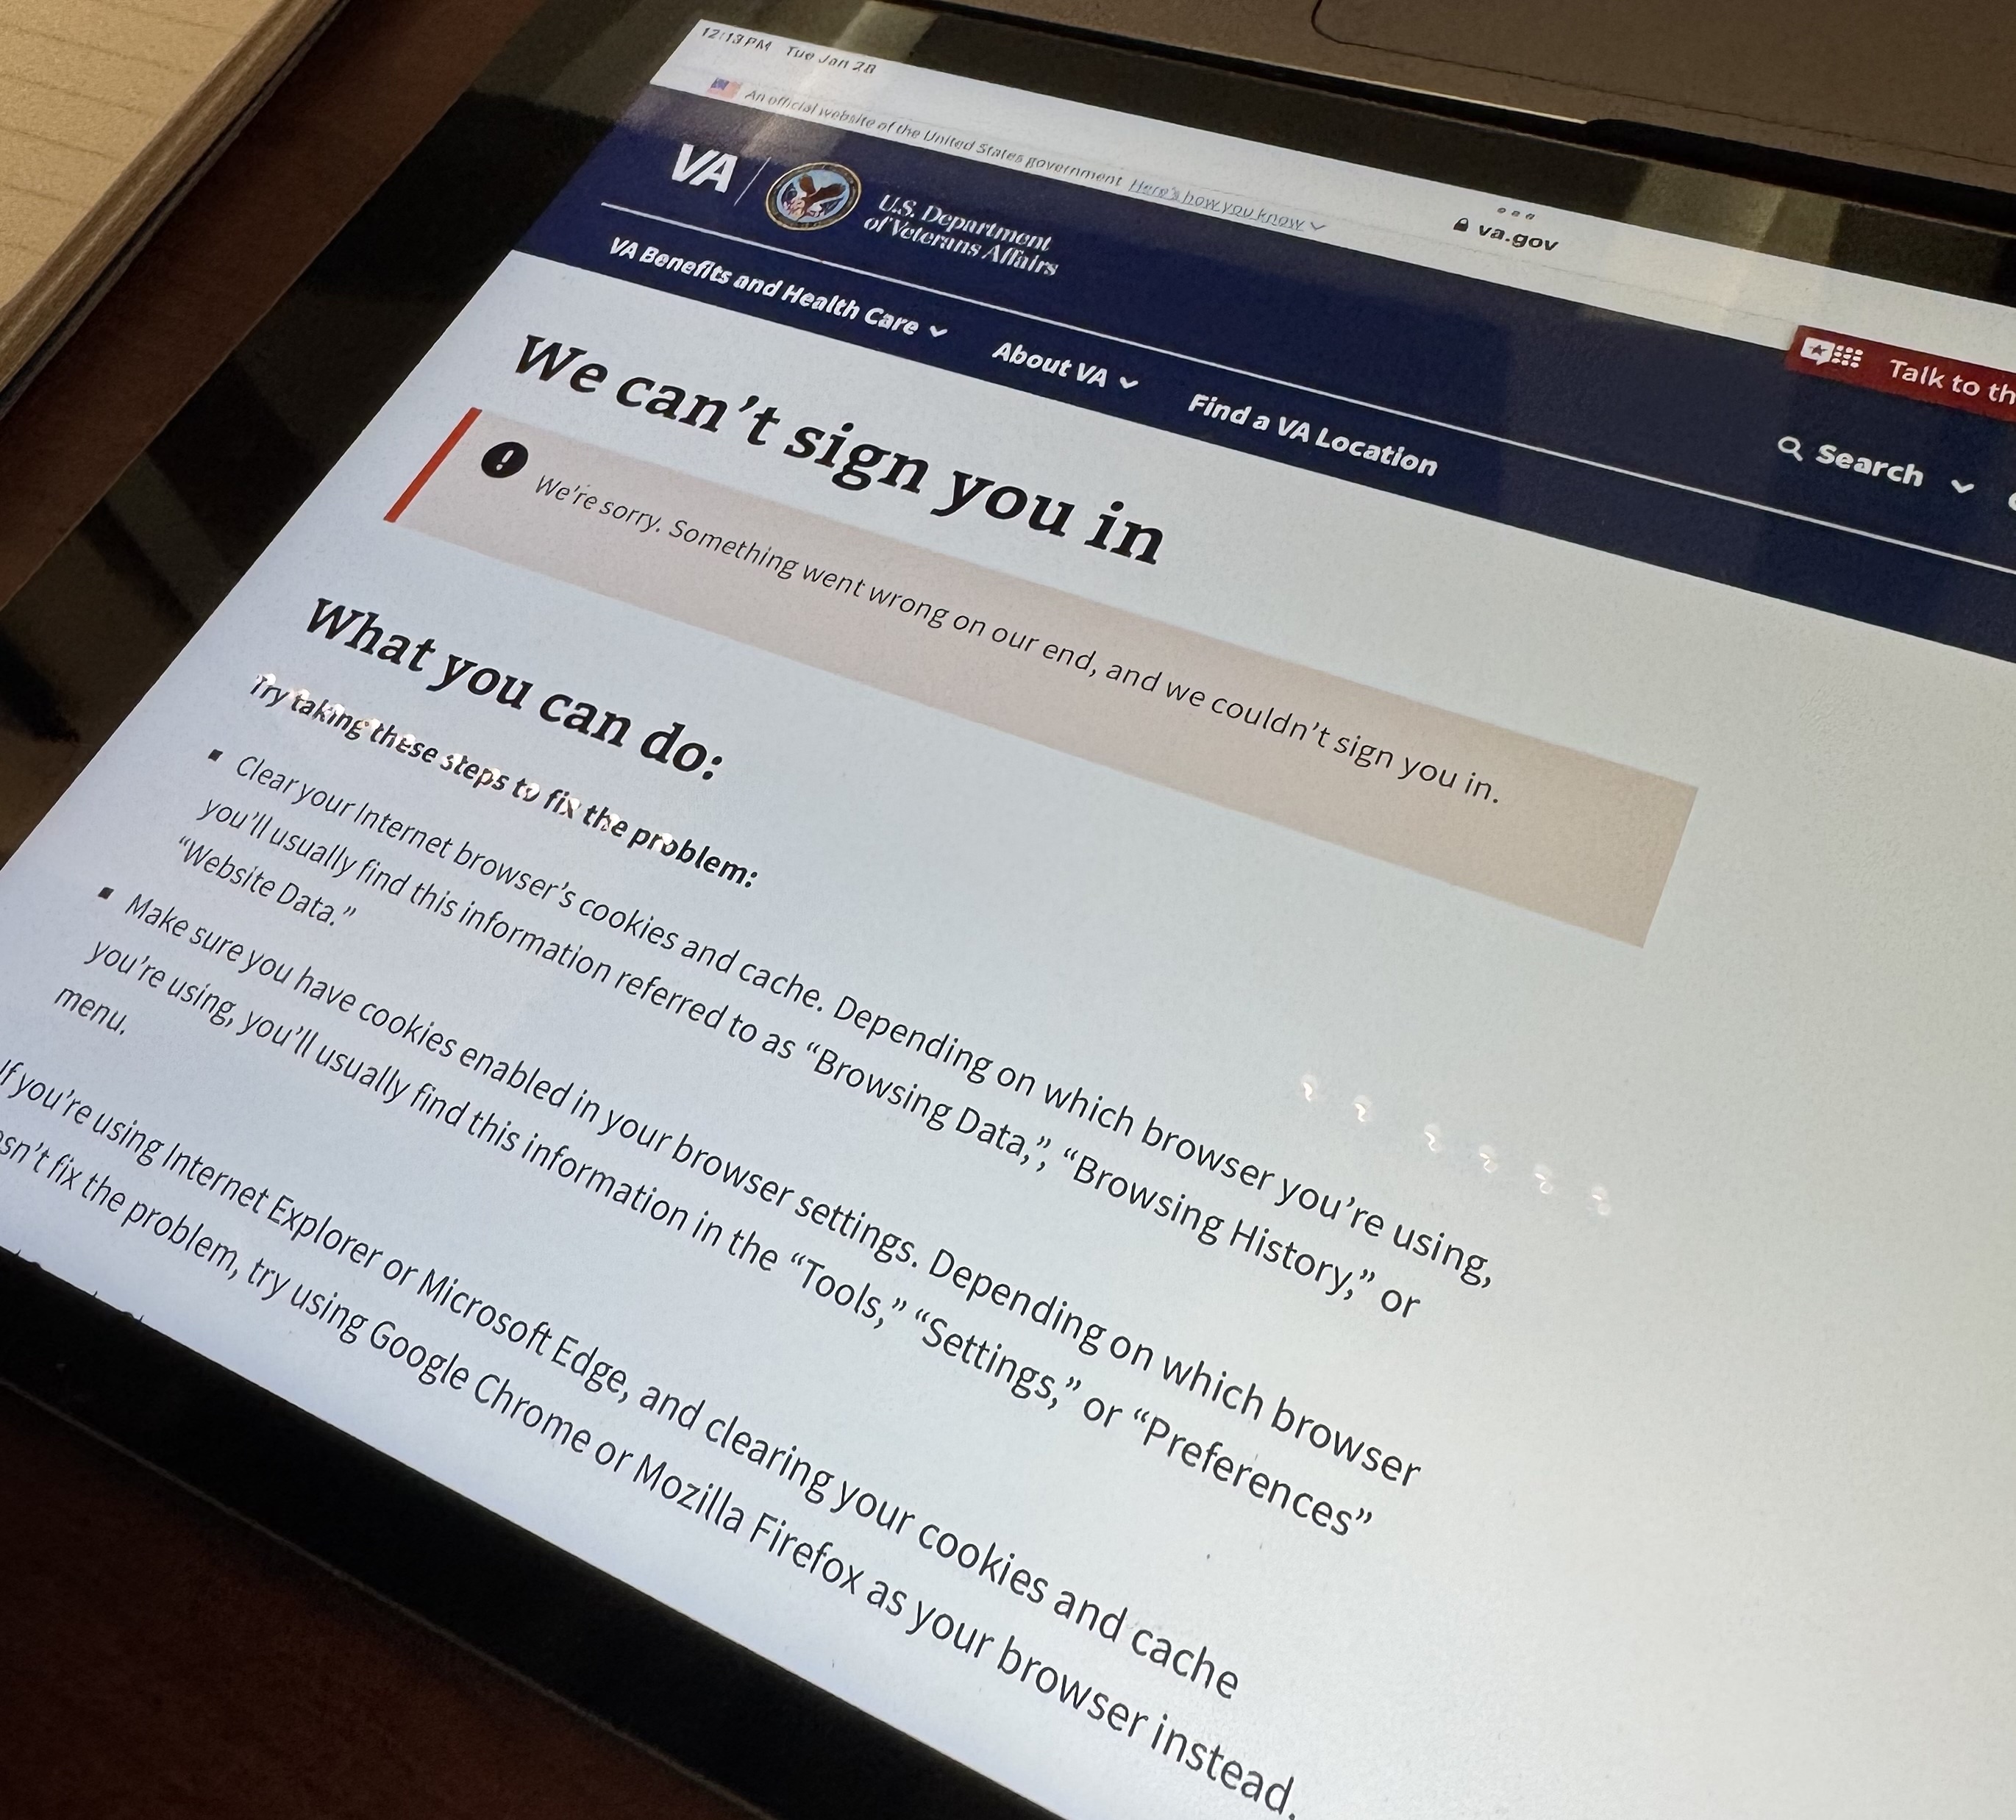 12:13 PM Tue Jan 28
va.gov
An official website of the United States government Here's how you know
Talk to
VA
U.S. Department
of Veterans Affairs
Search
VA Benefits and Health Care
About VA
Find a VA Location
We can’t sign you in
We’re sorry. Something went wrong on our end, and we couldn’t sign you in.
What you can do:
Try taking these steps to fix the problem:
Clear your Internet browser’s cookies and cache. Depending on which browser you’re using,
you’ll usually find this information referred to as “Browsing Data,”, “Browsing History,” or
“Website Data.”
Make sure you have cookies enabled in your browser settings. Depending on which browser
you’re using, you’ll usually find this information in the “Tools,” “Settings,” or “Preferences”
menu.
If you’re using Internet Explorer or Microsoft Edge, and clearing your cookies and cache
fix the problem, try using Google Chrome or Mozilla Firefox as your browser instead.